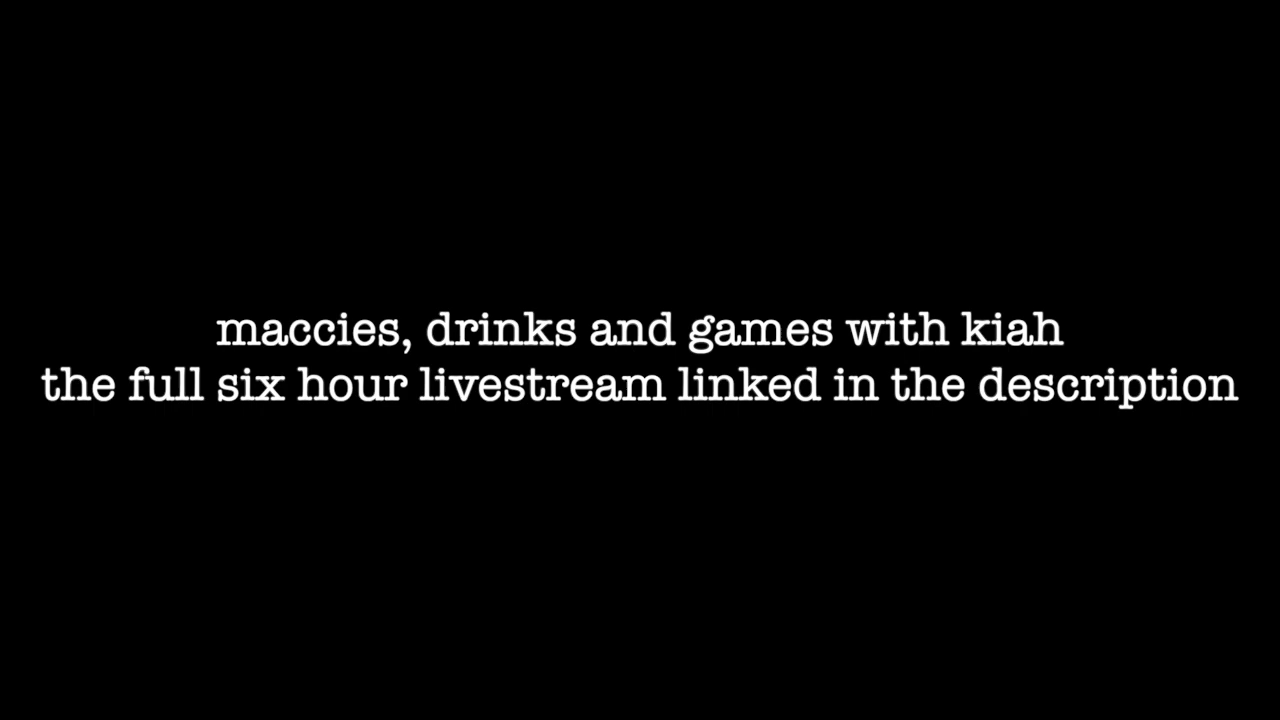 maccies, drinks and games with kiah
the full six hour livestream linked in the description